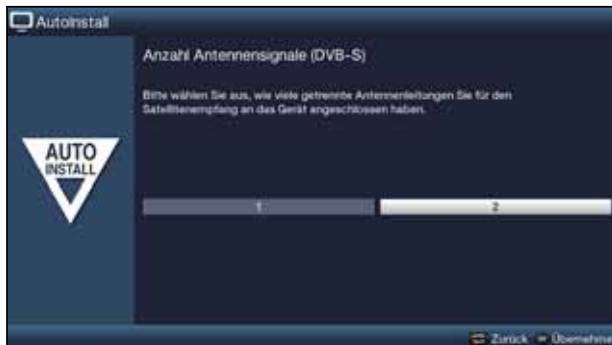 AutoInstall
Anzahl Antennensignale (DVB-S)
Bitte wählen Sie aus, wie viele getrennte Antennenleitungen Sie für den
Satellitenempfang an das Gerät angeschlossen haben.
AUTO
INSTALL
1
2
Zurück Übernehme